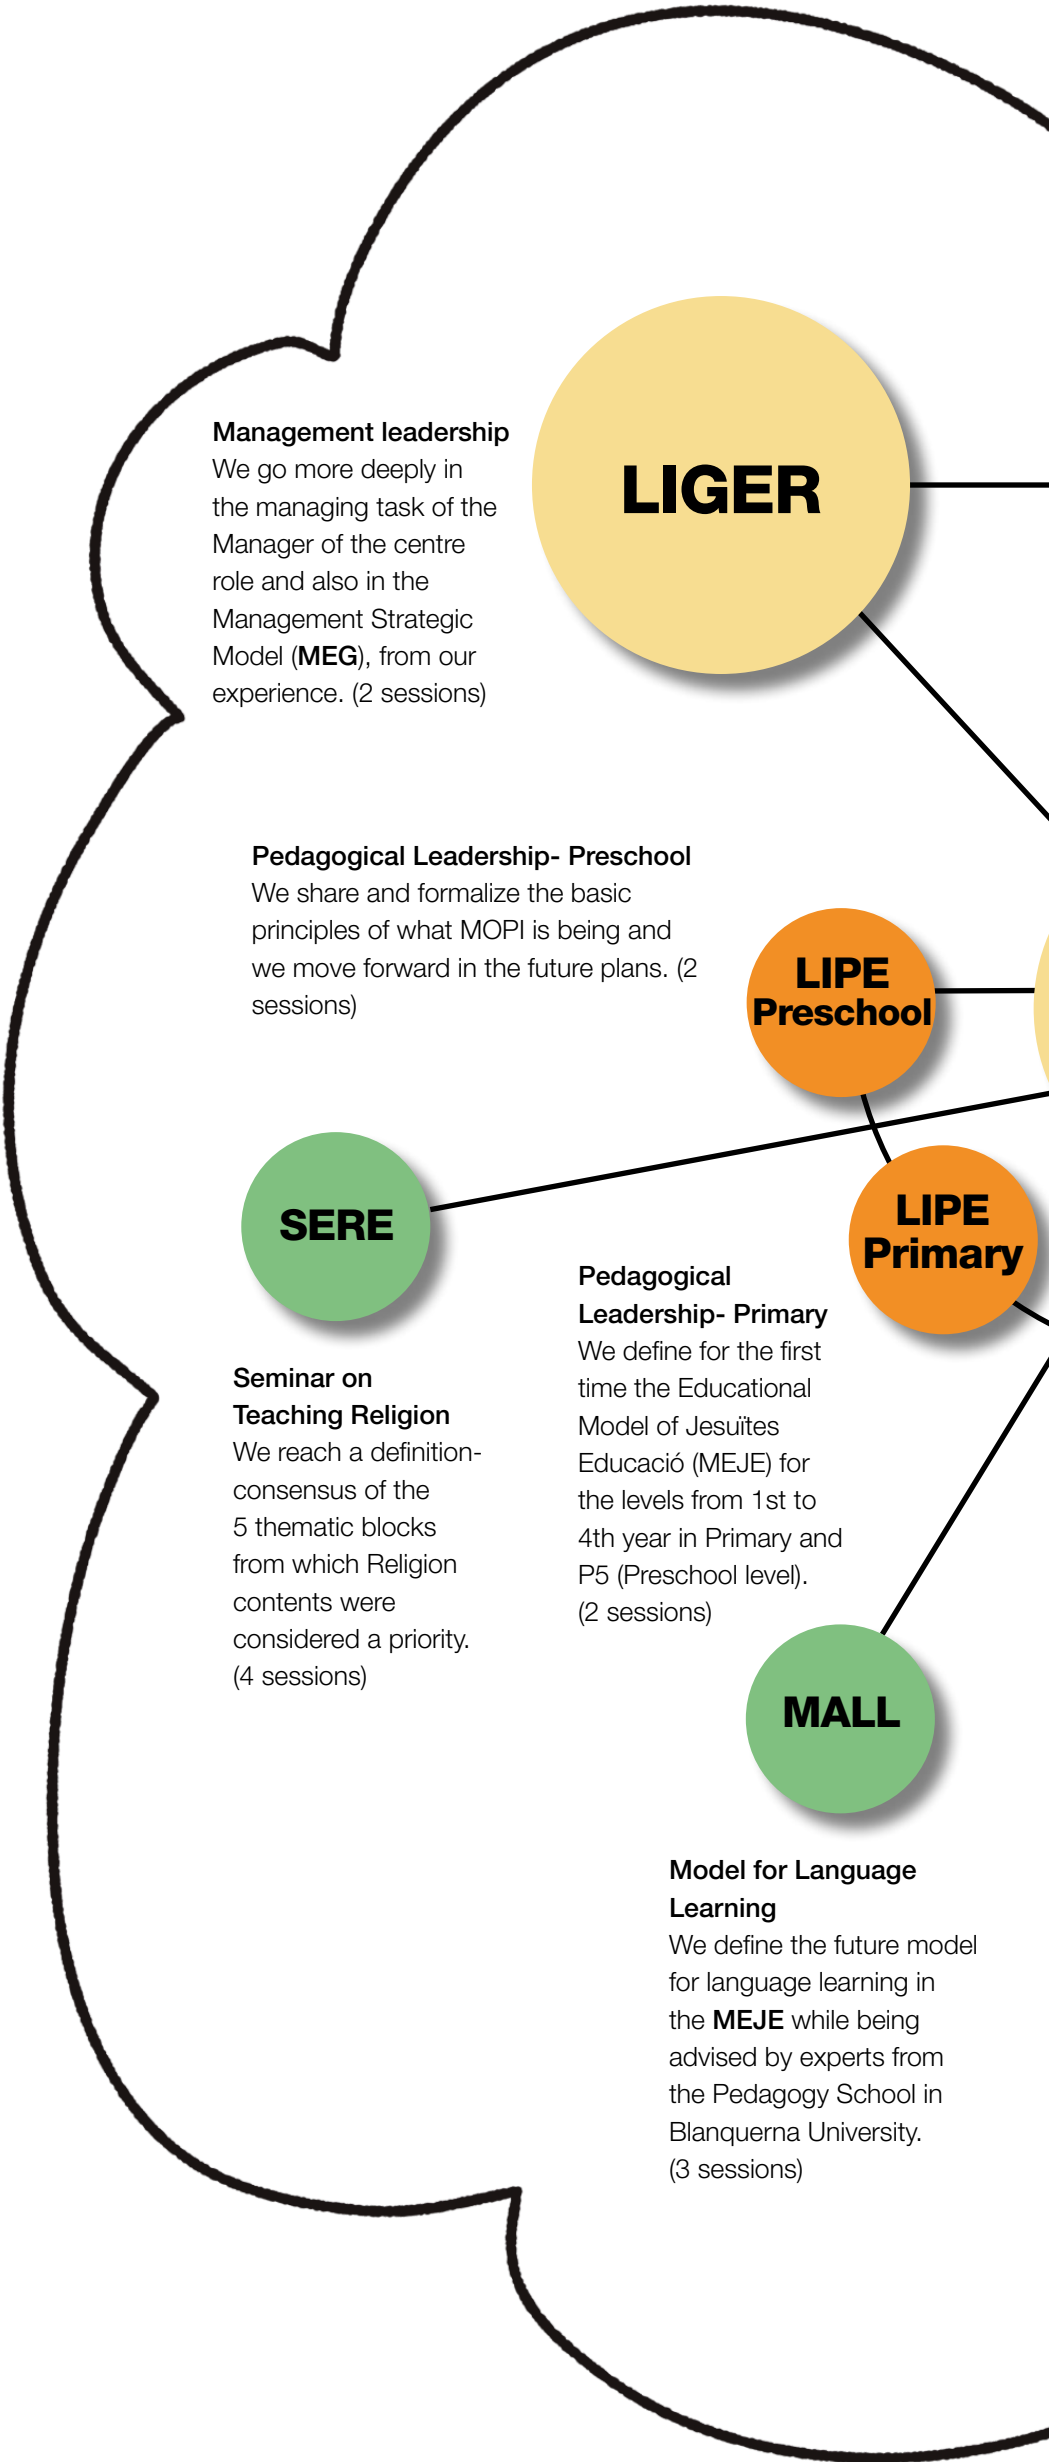 Management leadership
We go more deeply in
the managing task of the
Manager of the centre
role and also in the
Management Strategic
Model (MEG), from our
experience. (2 sessions)
LIGER
Pedagogical Leadership- Preschool
We share and formalize the basic
principles of what MOPI is being and
we move forward in the future plans. (2
sessions)
LIPE
Preschool
SERE
LIPE
Primary
Seminar on
Teaching Religion
We reach a definition-
consensus of the
5 thematic blocks
from which Religion
contents were
considered a priority.
(4 sessions)
Pedagogical
Leadership- Primary
We define for the first
time the Educational
Model of Jesuïtes
Educació (MEJE) for
the levels from 1st to
4th year in Primary and
P5 (Preschool level).
(2 sessions)
MALL
Model for Language
Learning
We define the future model
for language learning in
the MEJE while being
advised by experts from
the Pedagogy School in
Blanquerna University.
(3 sessions)